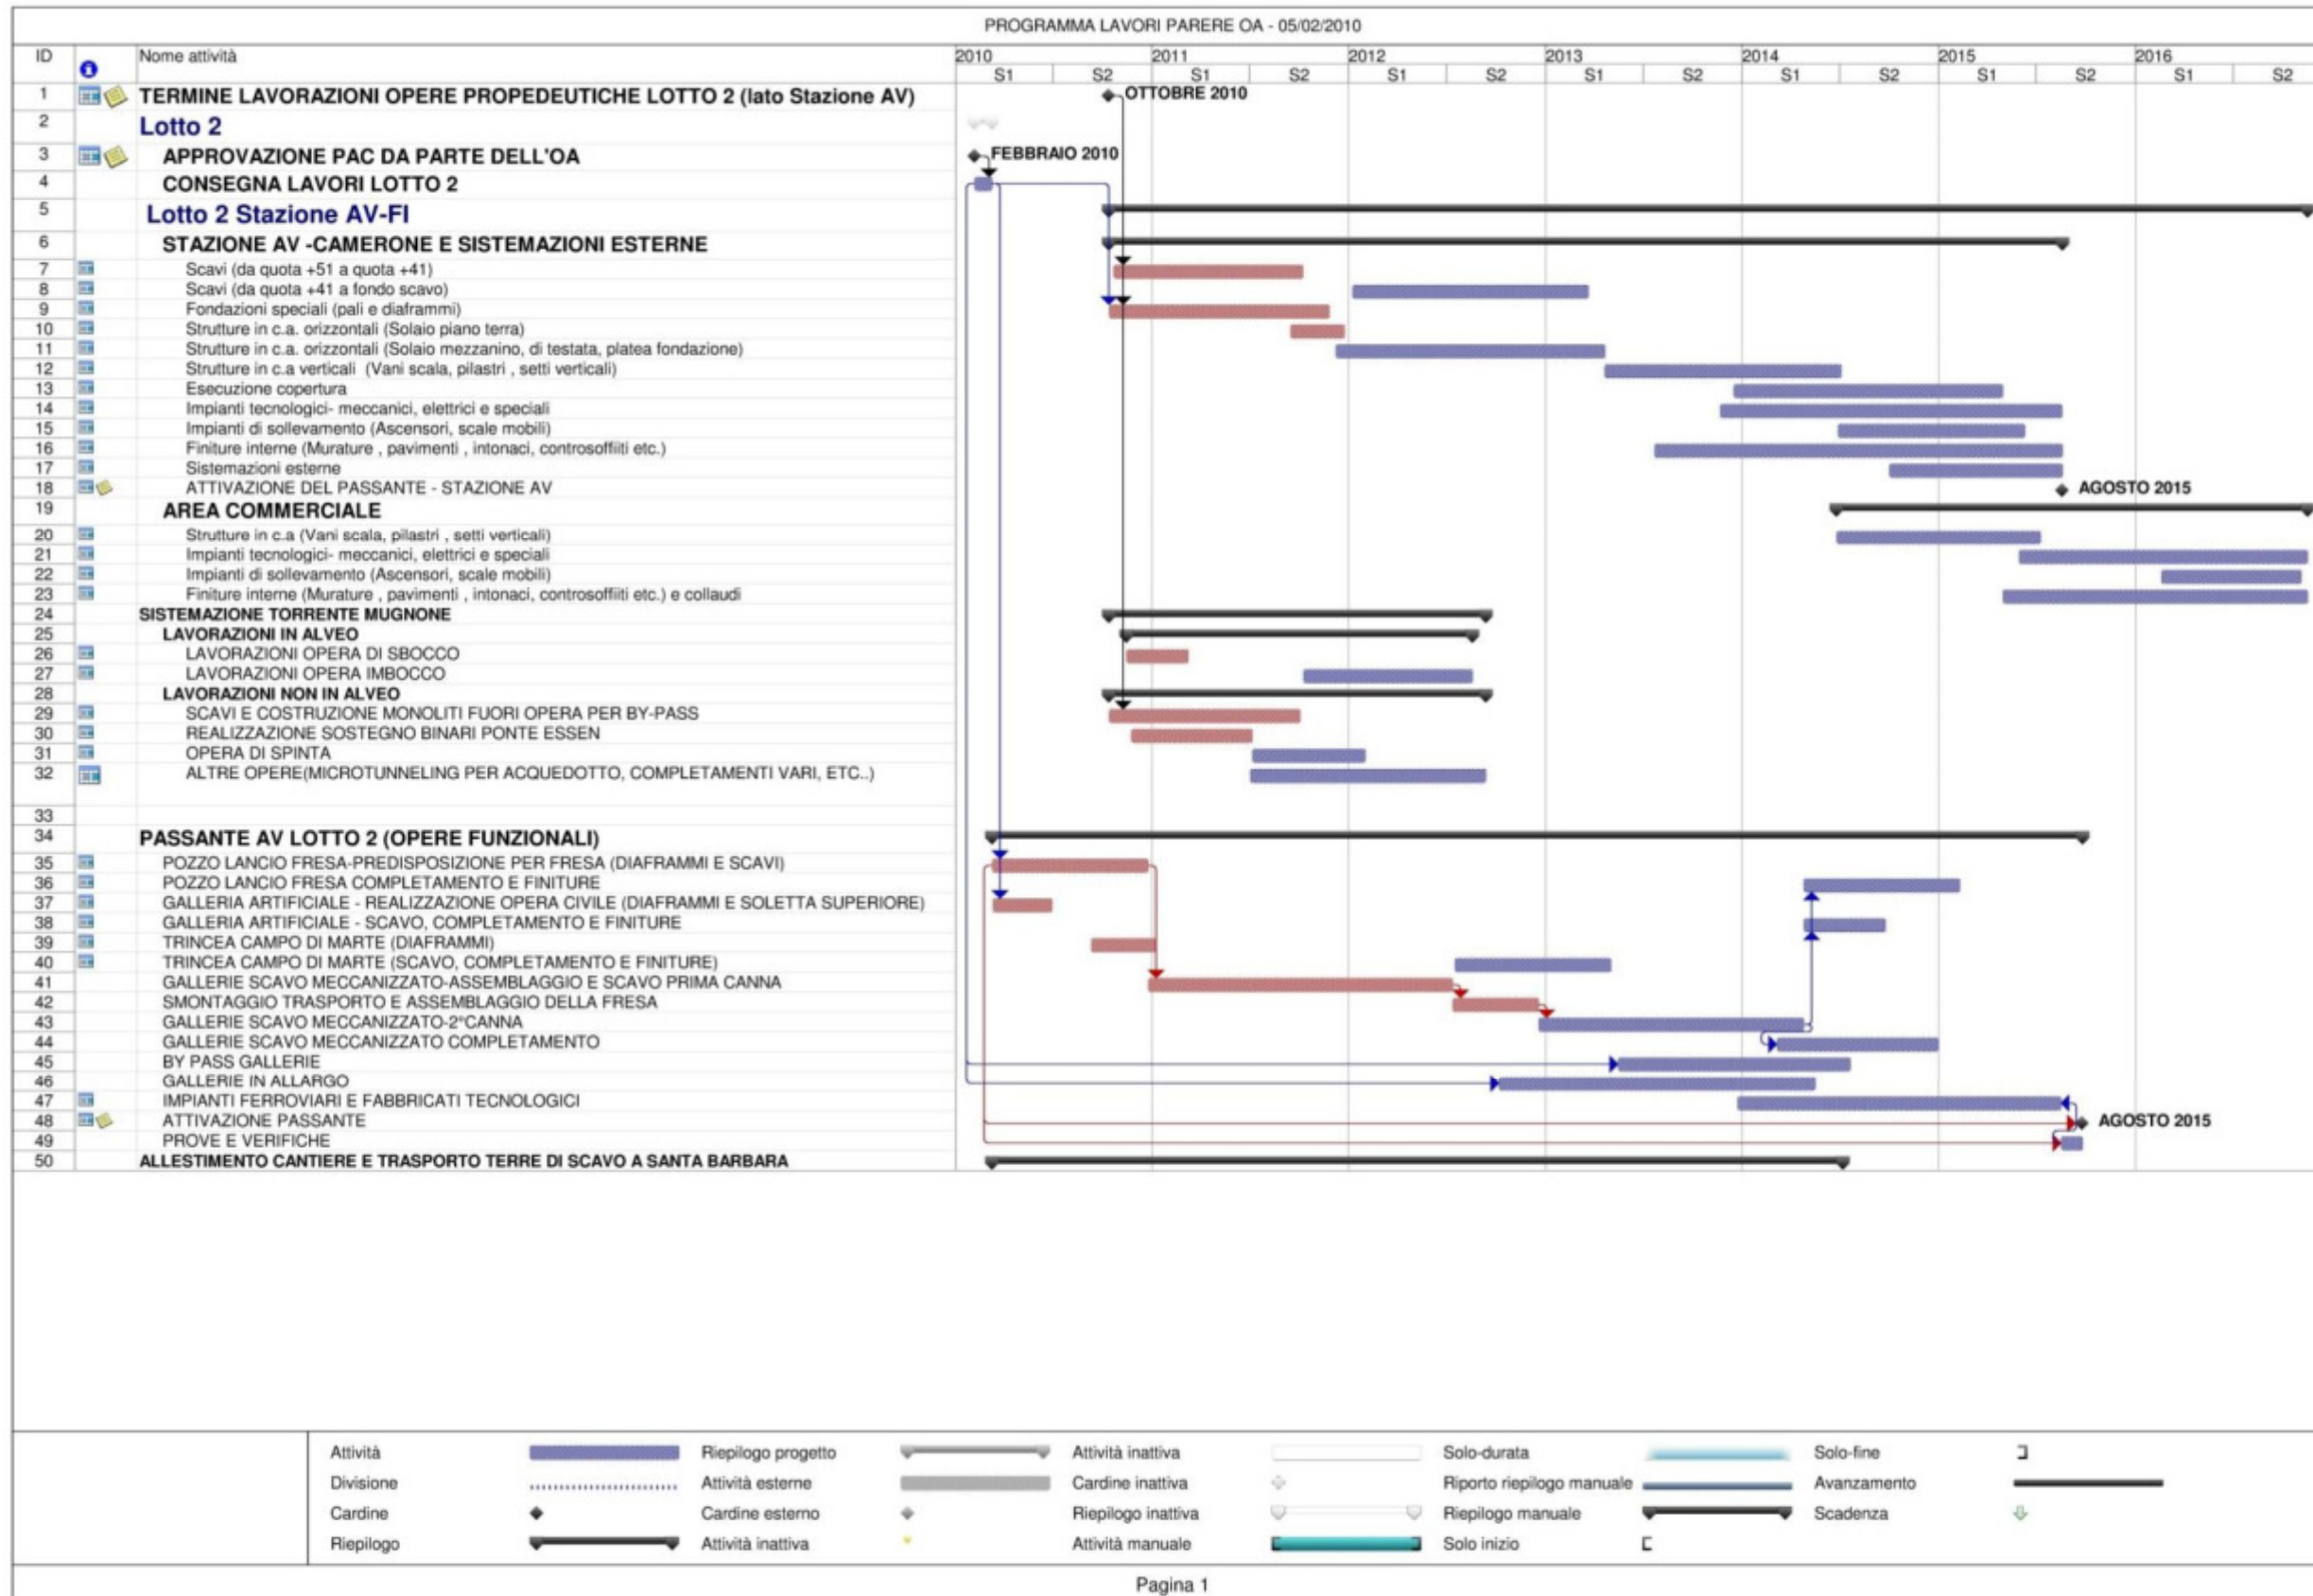 PROGRAMMA LAVORI PARERE OA - 05/02/2010
ID Nome attività 2010 2011 2012 2013 2014 2015 2016
S1 S2 S1 S2 S1 S2 S1 S2 S1 S2 S1 S2 S1 S2
1 TERMINE LAVORAZIONI OPERE PROPEDEUTICHE LOTTO 2 (lato Stazione AV) OTTOBRE 2010
2 Lotto 2
3 APPROVAZIONE PAC DA PARTE DELL'OA FEBBRAIO 2010
4 CONSEGNA LAVORI LOTTO 2
5 Lotto 2 Stazione AV-FI
6 STAZIONE AV -CAMERONE E SISTEMAZIONI ESTERNE
7 Scavi (da quota +51 a quota +41)
8 Scavi (da quota +41 a fondo scavo)
9 Fondazioni speciali (pali e diaframmi)
10 Strutture in c.a. orizzontali (Solaio piano terra)
11 Strutture in c.a. orizzontali (Solaio mezzanino, di testata, platea fondazione)
12 Strutture in c.a verticali (Vani scala, pilastri , setti verticali)
13 Esecuzione copertura
14 Impianti tecnologici- meccanici, elettrici e speciali
15 Impianti di sollevamento (Ascensori, scale mobili)
16 Finiture interne (Murature , pavimenti , intonaci, controsoffiiti etc.)
17 Sistemazioni esterne
18 ATTIVAZIONE DEL PASSANTE - STAZIONE AV AGOSTO 2015
19 AREA COMMERCIALE
20 Strutture in c.a (Vani scala, pilastri , setti verticali)
21 Impianti tecnologici- meccanici, elettrici e speciali
22 Impianti di sollevamento (Ascensori, scale mobili)
23 Finiture interne (Murature , pavimenti , intonaci, controsoffiiti etc.) e collaudi
24 SISTEMAZIONE TORRENTE MUGNONE
25 LAVORAZIONI IN ALVEO
26 LAVORAZIONI OPERA DI SBOCCO
27 LAVORAZIONI OPERA IMBOCCO
28 LAVORAZIONI NON IN ALVEO
29 SCAVI E COSTRUZIONE MONOLITI FUORI OPERA PER BY-PASS
30 REALIZZAZIONE SOSTEGNO BINARI PONTE ESSEN
31 OPERA DI SPINTA
32 ALTRE OPERE(MICROTUNNELING PER ACQUEDOTTO, COMPLETAMENTI VARI, ETC..)
33
34 PASSANTE AV LOTTO 2 (OPERE FUNZIONALI)
35 POZZO LANCIO FRESA-PREDISPOSIZIONE PER FRESA (DIAFRAMMI E SCAVI)
36 POZZO LANCIO FRESA COMPLETAMENTO E FINITURE
37 GALLERIA ARTIFICIALE - REALIZZAZIONE OPERA CIVILE (DIAFRAMMI E SOLETTA SUPERIORE)
38 GALLERIA ARTIFICIALE - SCAVO, COMPLETAMENTO E FINITURE
39 TRINCEA CAMPO DI MARTE (DIAFRAMMI)
40 TRINCEA CAMPO DI MARTE (SCAVO, COMPLETAMENTO E FINITURE)
41 GALLERIE SCAVO MECCANIZZATO-ASSEMBLAGGIO E SCAVO PRIMA CANNA
42 SMONTAGGIO TRASPORTO E ASSEMBLAGGIO DELLA FRESA
43 GALLERIE SCAVO MECCANIZZATO-2°CANNA
44 GALLERIE SCAVO MECCANIZZATO COMPLETAMENTO
45 BY PASS GALLERIE
46 GALLERIE IN ALLARGO
47 IMPIANTI FERROVIARI E FABBRICATI TECNOLOGICI
48 ATTIVAZIONE PASSANTE AGOSTO 2015
49 PROVE E VERIFICHE
50 ALLESTIMENTO CANTIERE E TRASPORTO TERRE DI SCAVO A SANTA BARBARA
Attività Riepilogo progetto Attività inattiva Solo-durata Solo-fine
Divisione Attività esterne Cardine inattiva Riporto riepilogo manuale Avanzamento
Cardine Cardine esterno Riepilogo inattiva Riepilogo manuale Scadenza
Riepilogo Attività inattiva Attività manuale Solo inizio
Pagina 1